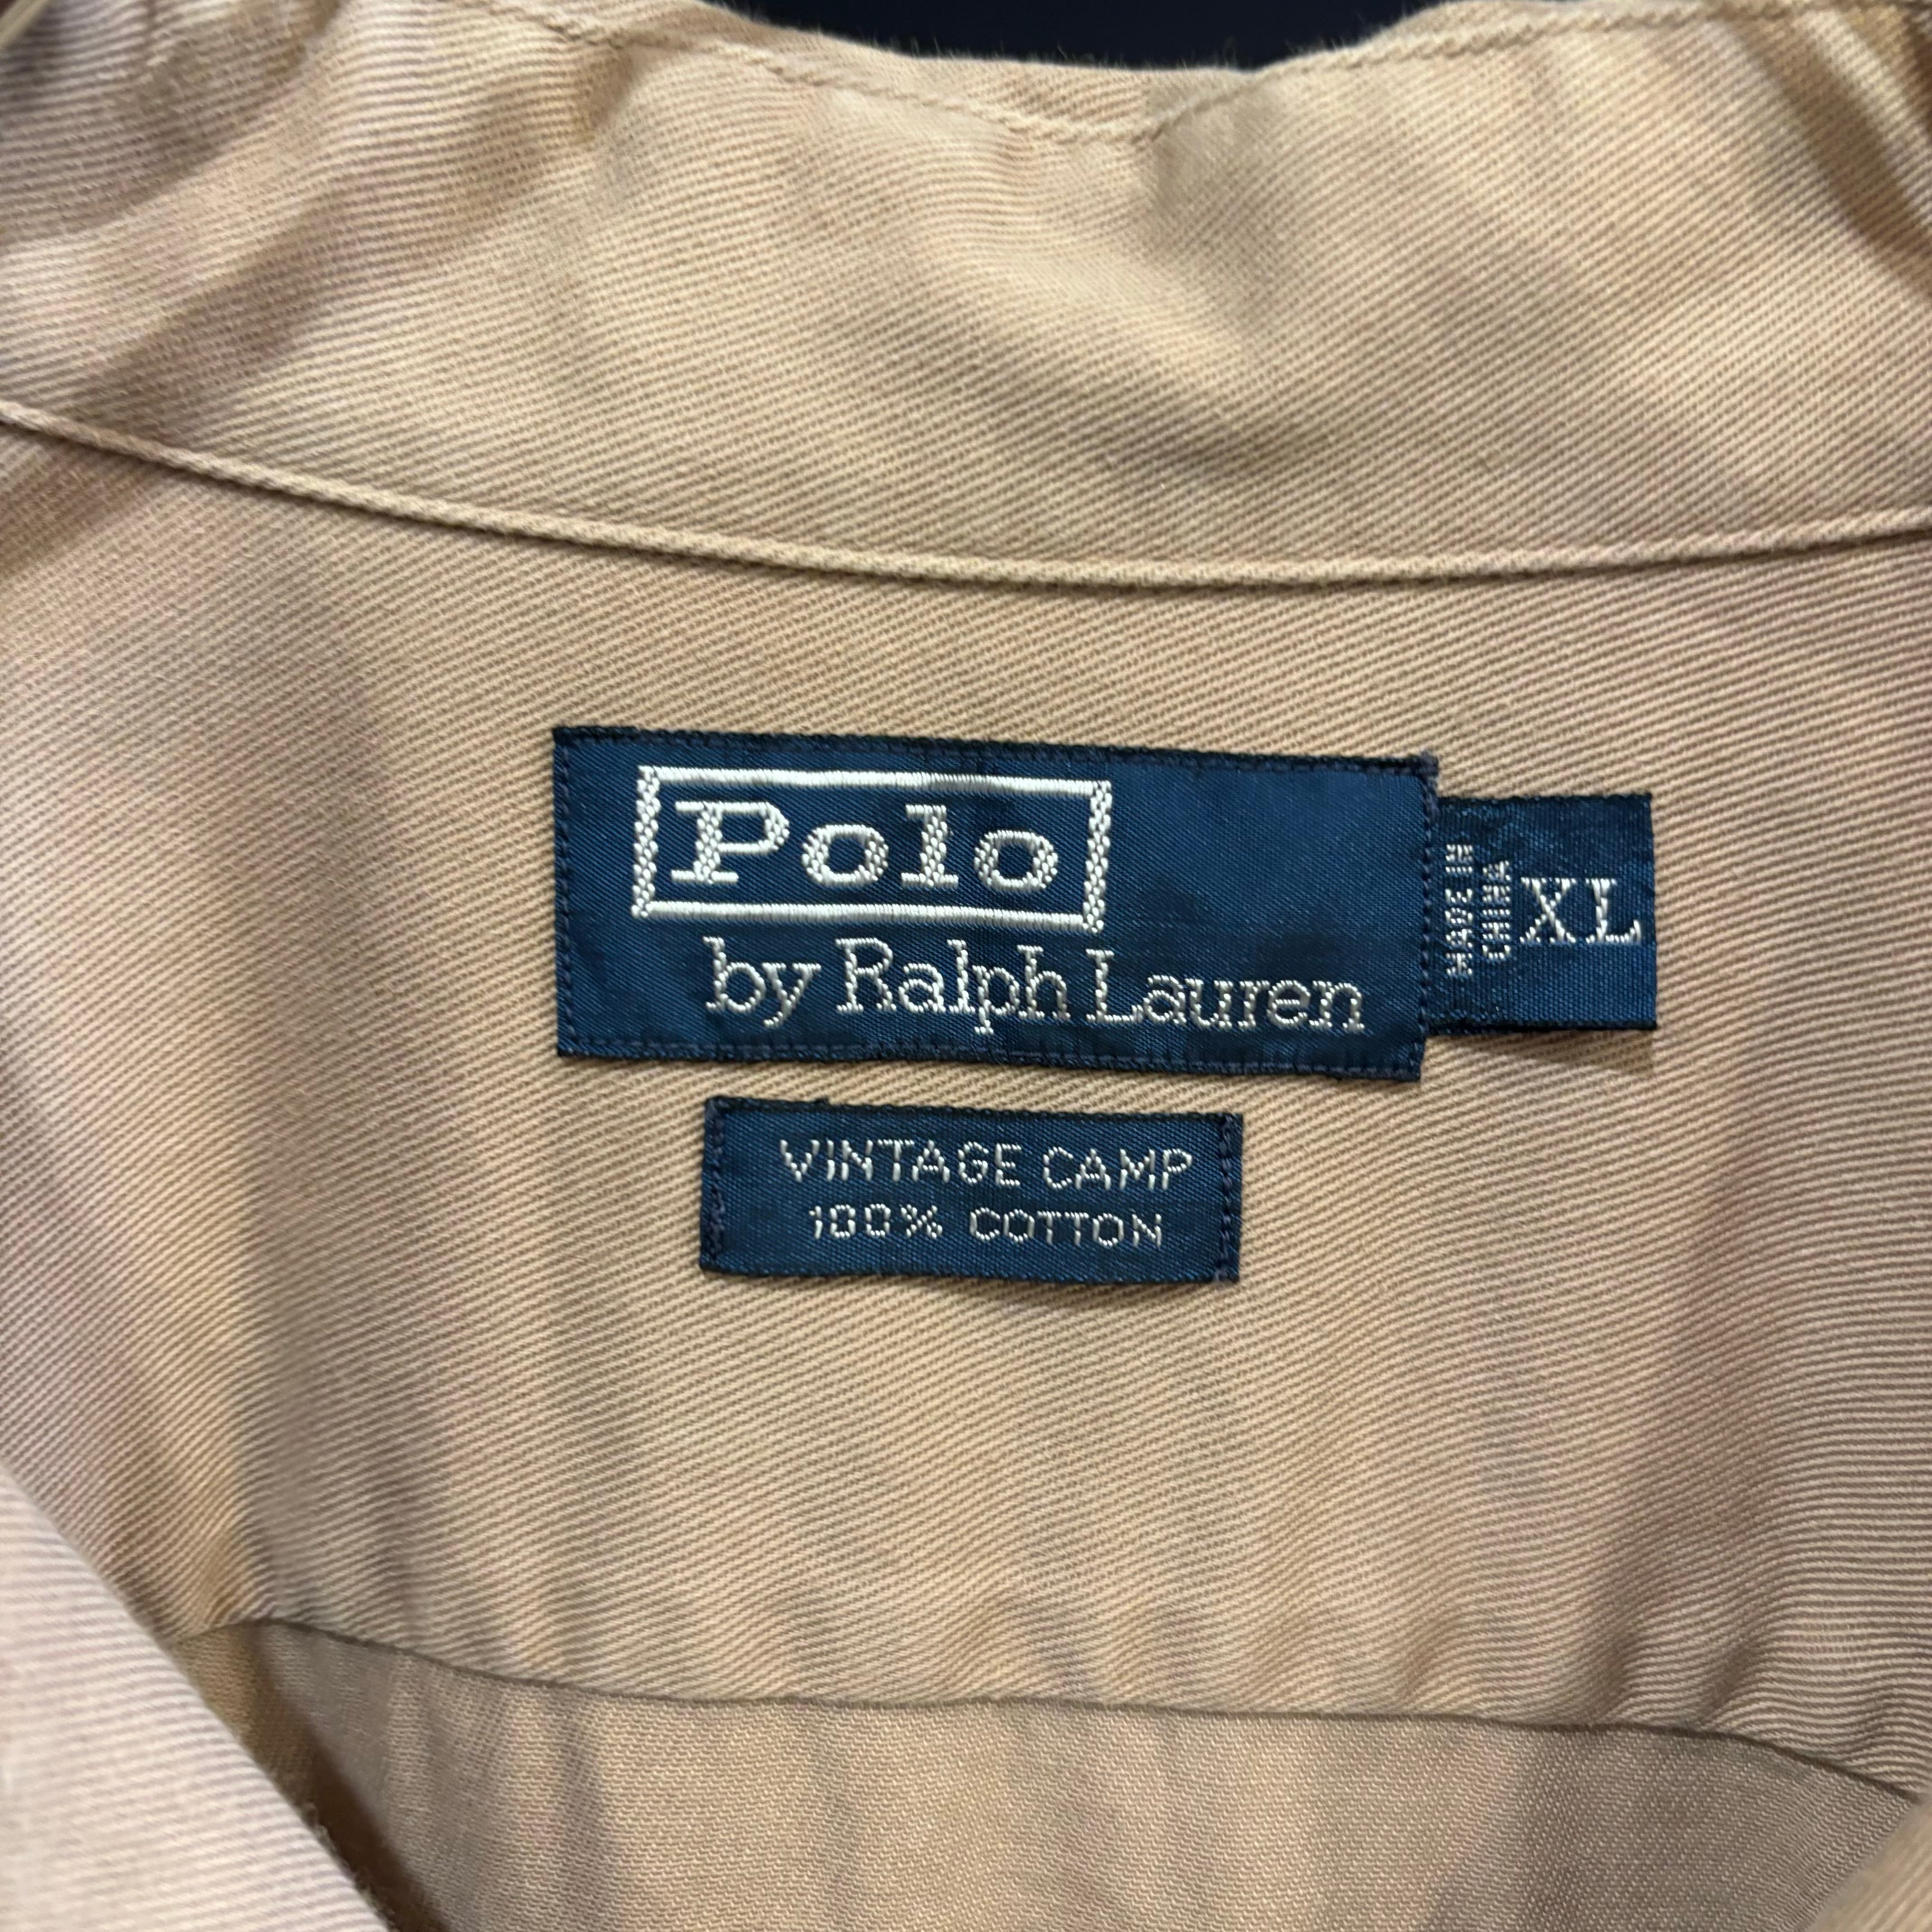 Polo
by Ralph Lauren
MADE IN
CHINA
XL
VINTAGE CAMP
100% COTTON